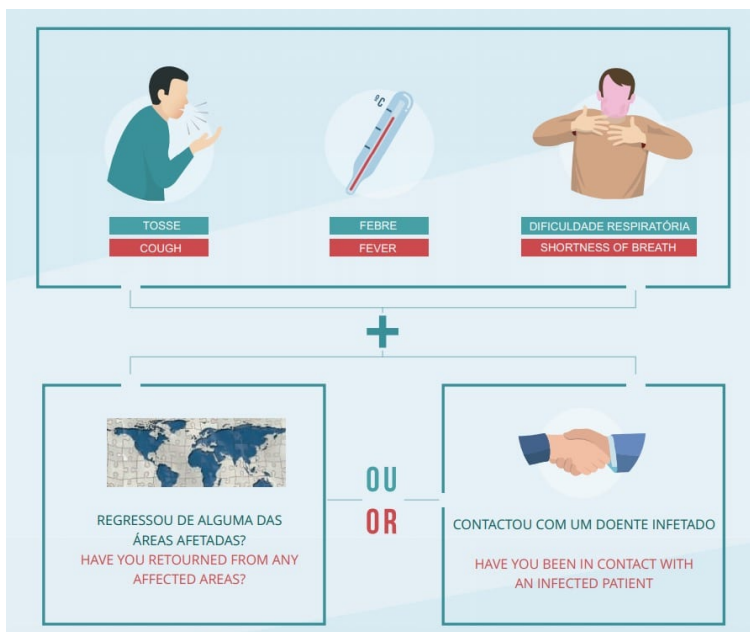 ºC
TOSSE
COUGH
FEBRE
FEVER
DIFICULDADE RESPIRATÓRIA
SHORTNESS OF BREATH
+
REGRESSOU DE ALGUMA DAS
ÁREAS AFETADAS?
HAVE YOU RETOURNED FROM ANY
AFFECTED AREAS?
OU
OR
CONTACTOU COM UM DOENTE INFETADO
HAVE YOU BEEN IN CONTACT WITH
AN INFECTED PATIENT